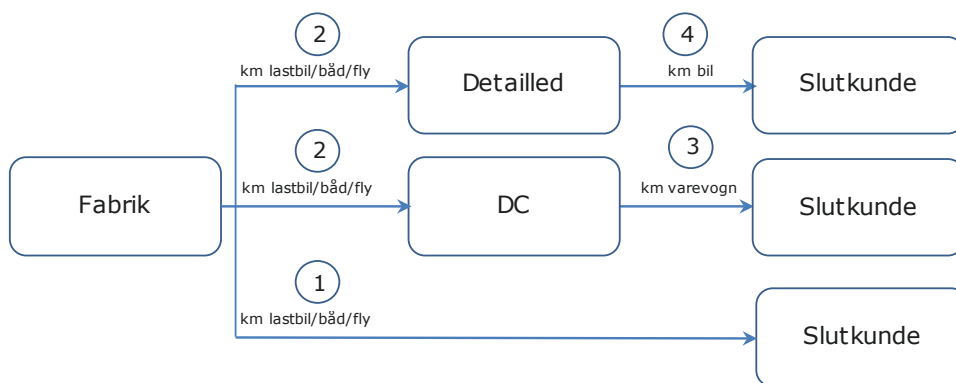 2
km lastbil/båd/fly
Detailled
4
km bil
Slutkunde
Fabrik
2
km lastbil/båd/fly
DC
3
km varevogn
Slutkunde
1
km lastbil/båd/fly
Slutkunde